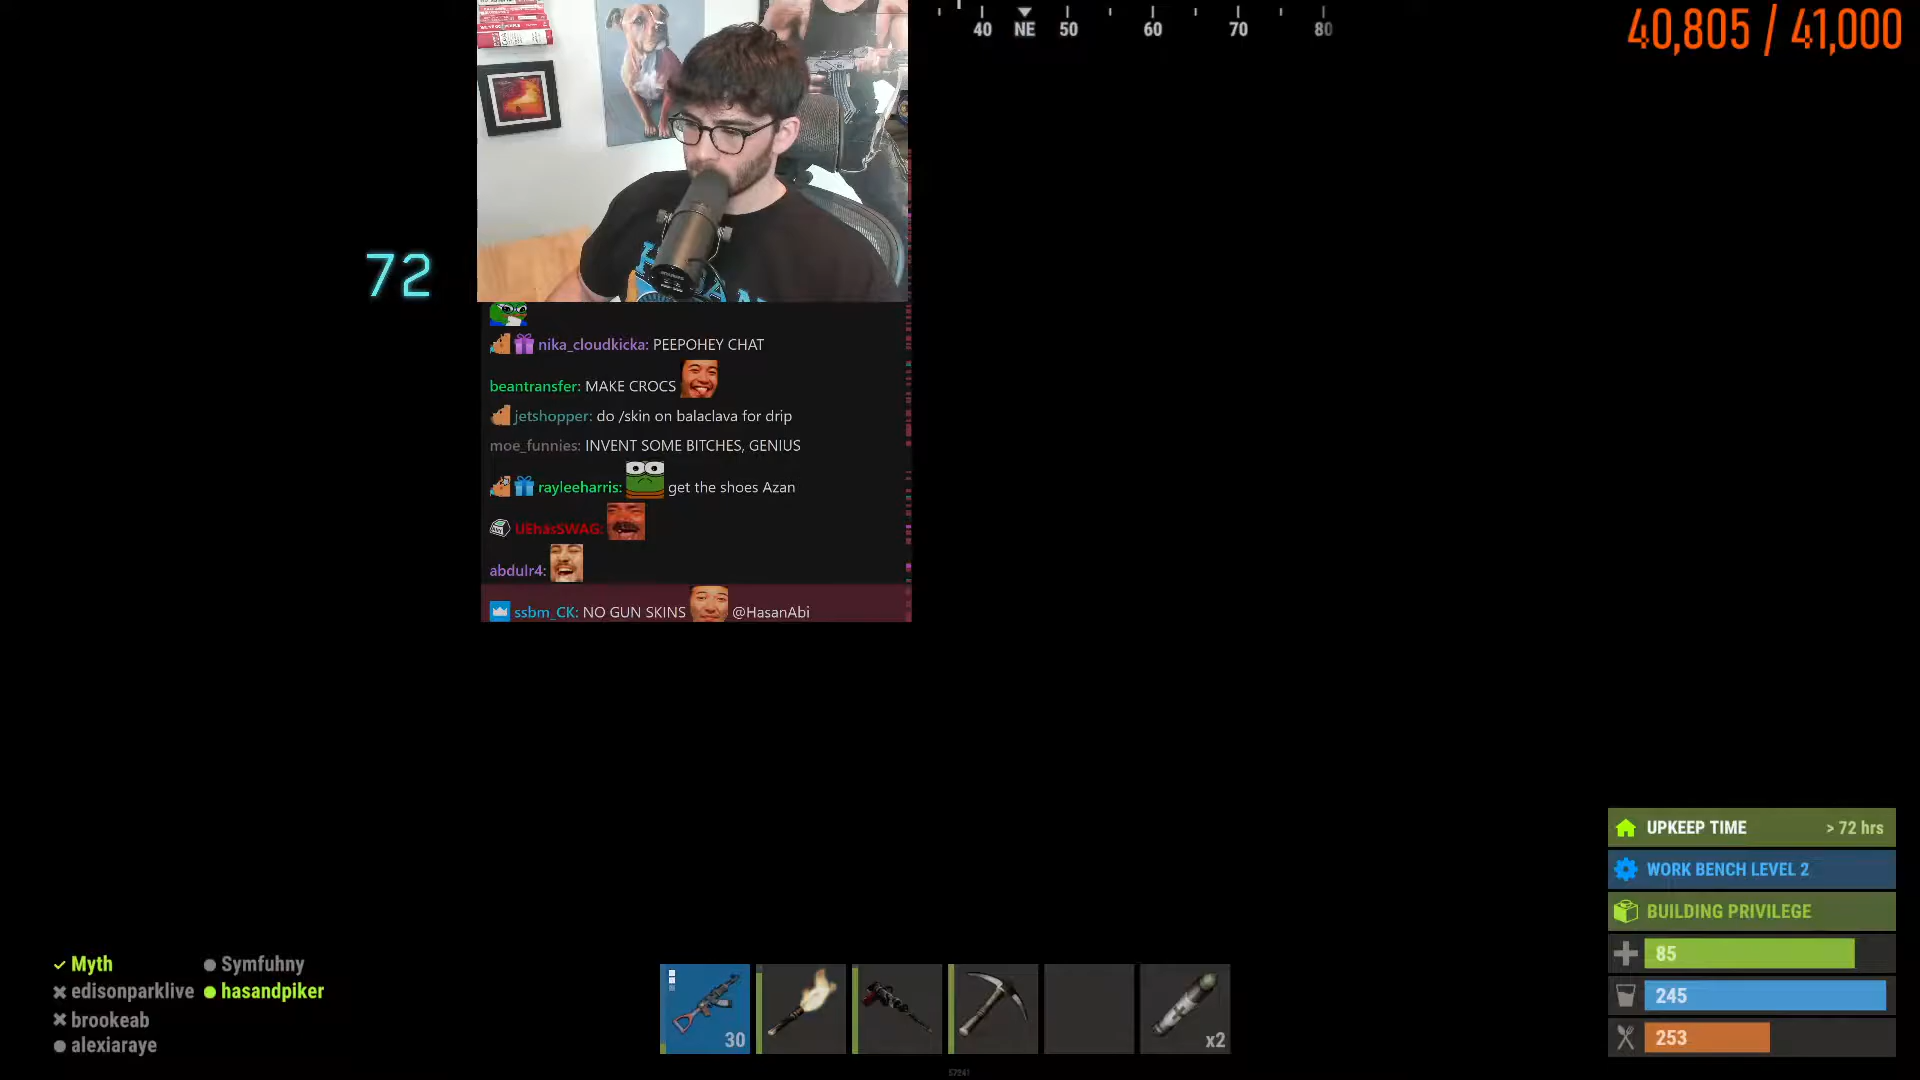 40 NE 50 60 70 80
40,805 / 41,000
72
nika_cloudkicka: PEEPOHEY CHAT
beantransfer: MAKE CROCS
jetshopper: do /skin on balaclava for drip
moe_funnies: INVENT SOME BITCHES, GENIUS
rayleeharris: get the shoes Azan
UEhasSWAG:
abdulr4:
ssbm_CK: NO GUN SKINS @HasanAbi
UPKEEP TIME > 72 hrs
WORK BENCH LEVEL 2
BUILDING PRIVILEGE
85
245
253
Myth Symfuhny
edisonparklive hasandpiker
brookeab
alexiaraye
30
x2